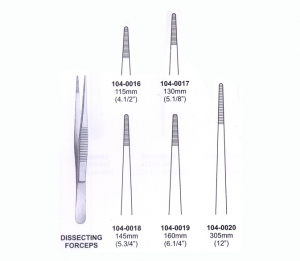 104-0016
115mm
(4.1/2")
104-0017
130mm
(5.1/8")
104-0018
145mm
(5.3/4")
104-0019
160mm
(6.1/4")
104-0020
305mm
(12")
DISSECTING
FORCEPS